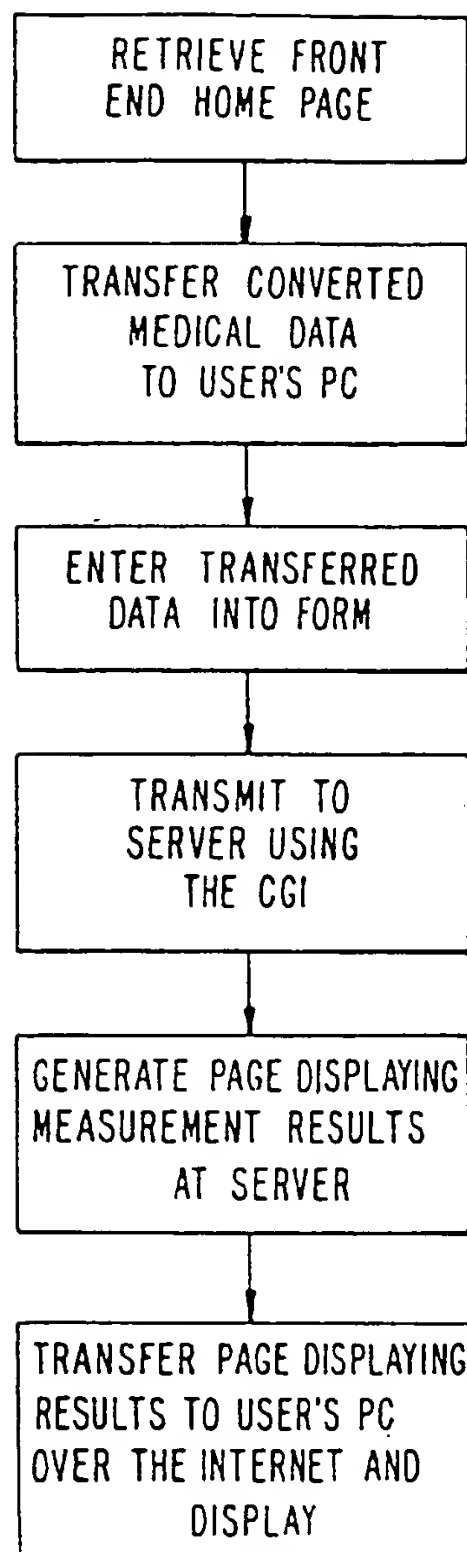 RETRIEVE FRONT
END HOME PAGE
TRANSFER CONVERTED
MEDICAL DATA
TO USER'S PC
ENTER TRANSFERRED
DATA INTO FORM
TRANSMIT TO
SERVER USING
THE CGI
GENERATE PAGE DISPLAYING
MEASUREMENT RESULTS
AT SERVER
TRANSFER PAGE DISPLAYING
RESULTS TO USER'S PC
OVER THE INTERNET AND
DISPLAY